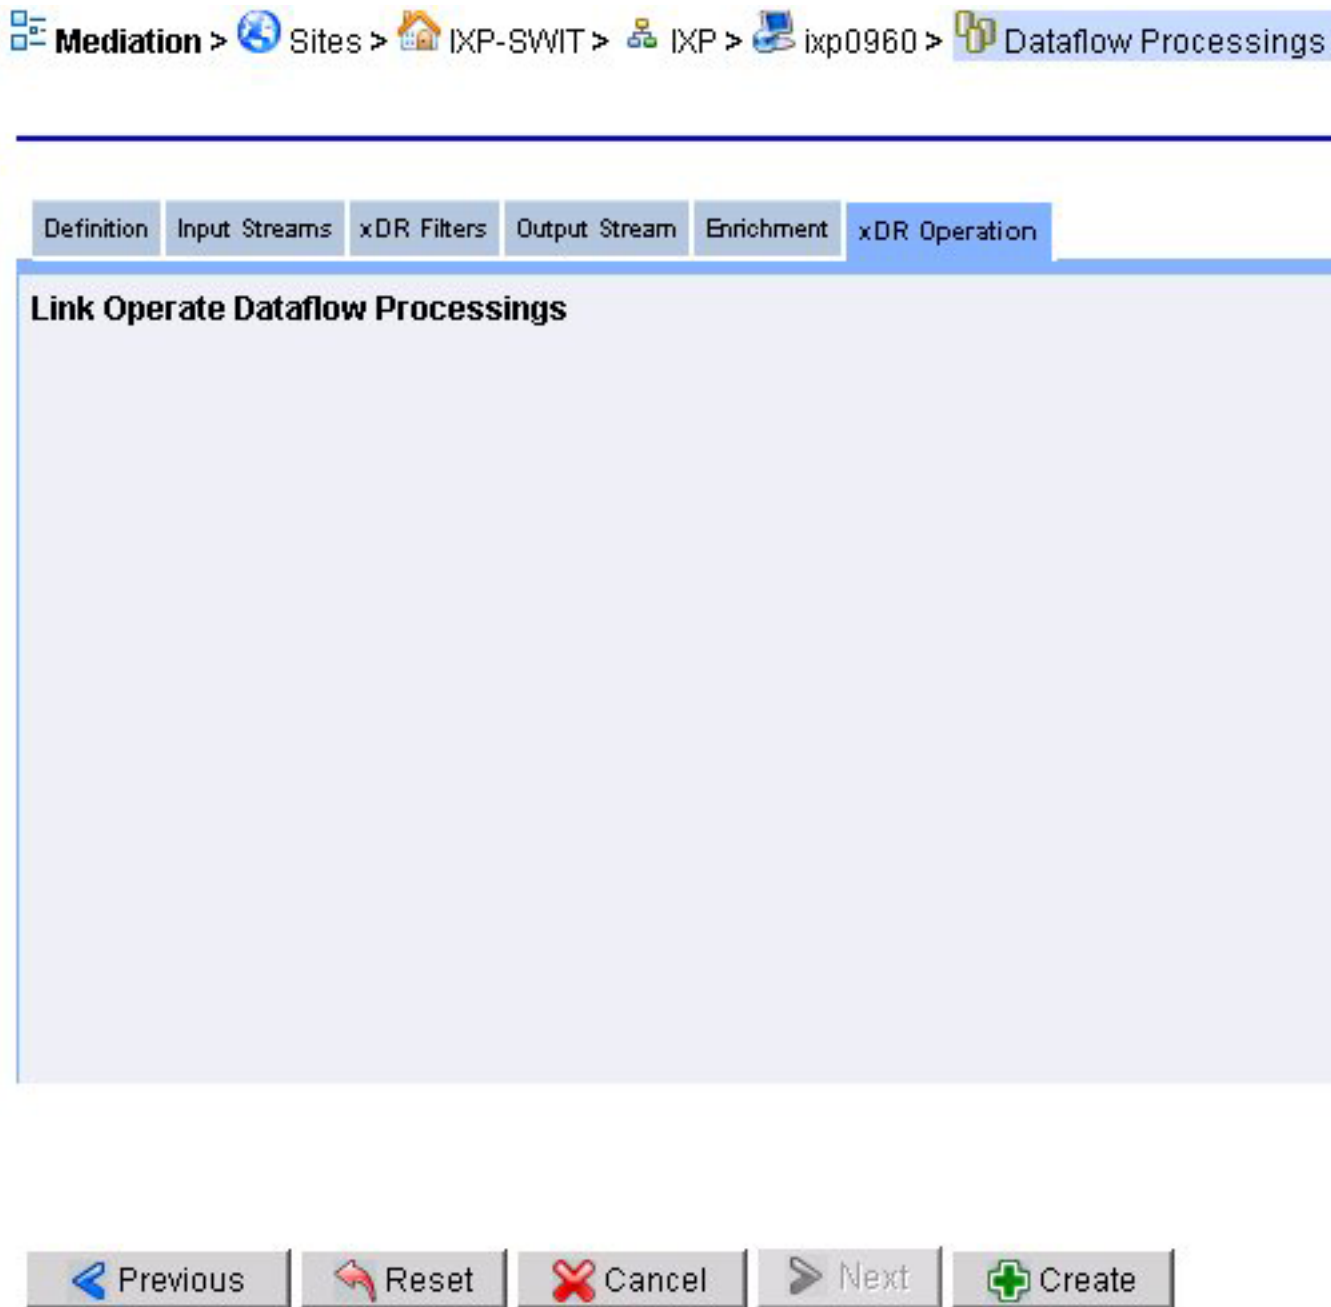 Mediation > Sites > IXP-SWIT > IXP > ixp0960 > Dataflow Processings
Definition Input Streams xDR Filters Output Stream Enrichment xDR Operation
Link Operate Dataflow Processings
Previous Reset Cancel Next Create